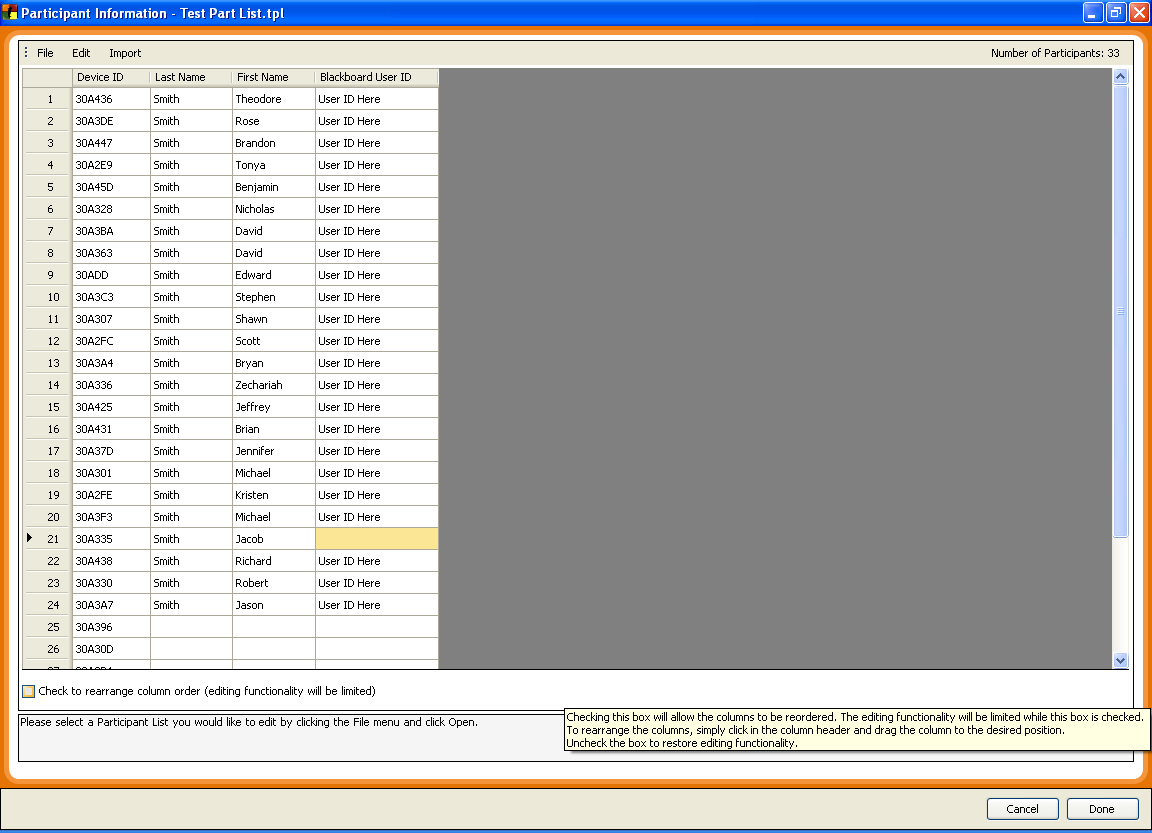 Participant Information - Test Part List.tpl
File Edit Import Number of Participants: 33
Device ID Last Name First Name Blackboard User ID
1 30A436 Smith Theodore User ID Here
2 30A3DE Smith Rose User ID Here
3 30A447 Smith Brandon User ID Here
4 30A2E9 Smith Tonya User ID Here
5 30A45D Smith Benjamin User ID Here
6 30A328 Smith Nicholas User ID Here
7 30A3BA Smith David User ID Here
8 30A363 Smith David User ID Here
9 30ADD Smith Edward User ID Here
10 30A3C3 Smith Stephen User ID Here
11 30A307 Smith Shawn User ID Here
12 30A2FC Smith Scott User ID Here
13 30A3A4 Smith Bryan User ID Here
14 30A336 Smith Zechariah User ID Here
15 30A425 Smith Jeffrey User ID Here
16 30A431 Smith Brian User ID Here
17 30A37D Smith Jennifer User ID Here
18 30A301 Smith Michael User ID Here
19 30A2FE Smith Kristen User ID Here
20 30A3F3 Smith Michael User ID Here
21 30A335 Smith Jacob
22 30A438 Smith Richard User ID Here
23 30A330 Smith Robert User ID Here
24 30A3A7 Smith Jason User ID Here
25 30A396
26 30A30D
Check to rearrange column order (editing functionality will be limited)
Please select a Participant List you would like to edit by clicking the File menu and click Open.
Checking this box will allow the columns to be reordered. The editing functionality will be limited while this box is checked.
To rearrange the columns, simply click in the column header and drag the column to the desired position.
Uncheck the box to restore editing functionality.
Cancel Done